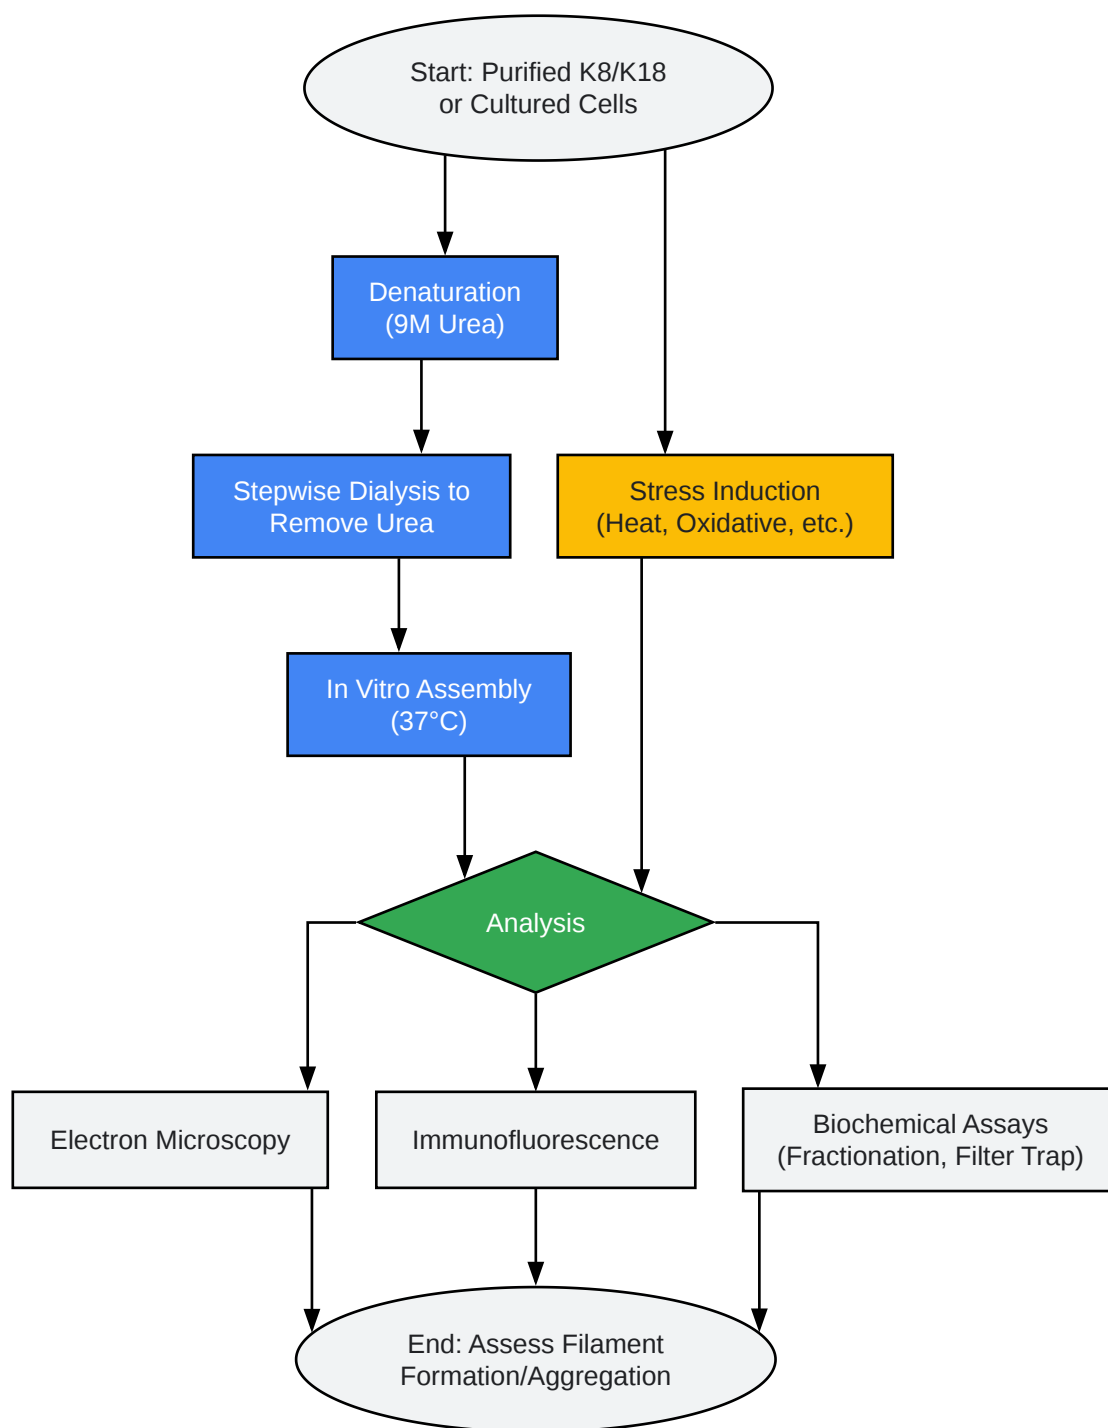 Start: Purified K8/K18
or Cultured Cells
Denaturation
(9M Urea)
Stepwise Dialysis to
Remove Urea
Stress Induction
(Heat, Oxidative, etc.)
In Vitro Assembly
(37°C)
Analysis
Electron Microscopy
Immunofluorescence
Biochemical Assays
(Fractionation, Filter Trap)
End: Assess Filament
Formation/Aggregation